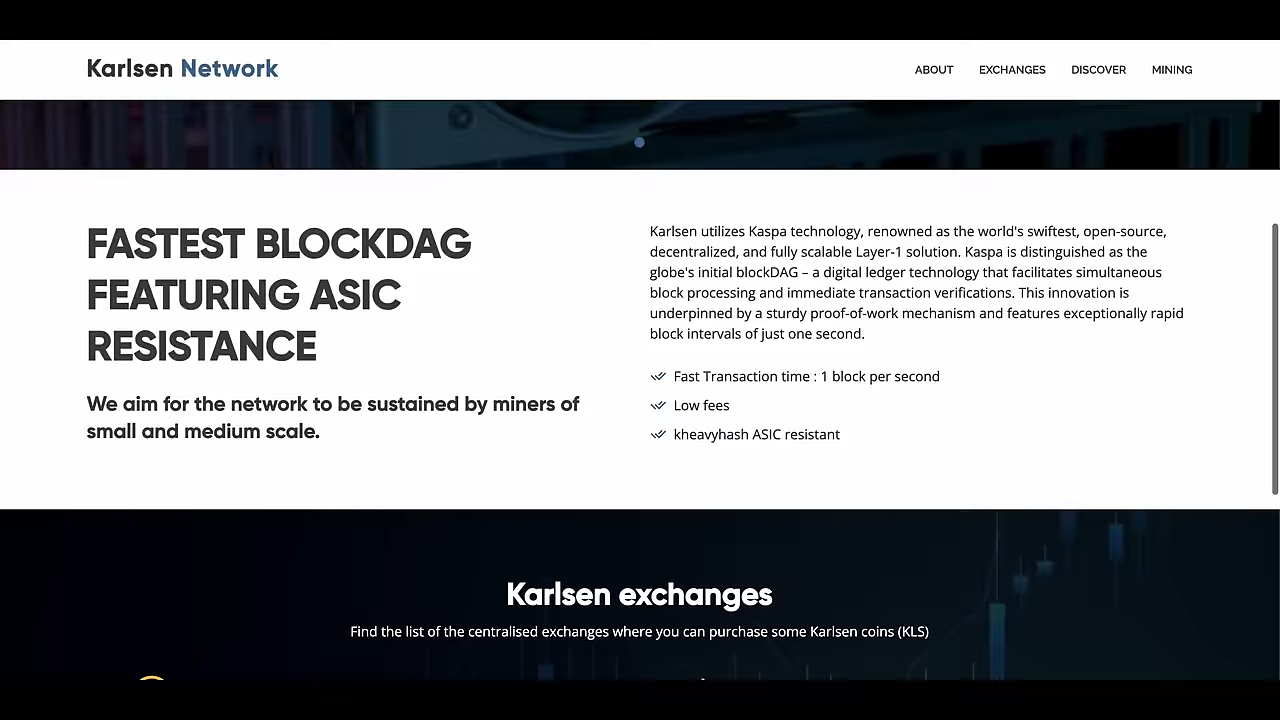 Karlsen Network
ABOUT EXCHANGES DISCOVER MINING
FASTEST BLOCKDAG
FEATURING ASIC
RESISTANCE
We aim for the network to be sustained by miners of
small and medium scale.
Karlsen utilizes Kaspa technology, renowned as the world's swiftest, open-source,
decentralized, and fully scalable Layer-1 solution. Kaspa is distinguished as the
globe's initial blockDAG – a digital ledger technology that facilitates simultaneous
block processing and immediate transaction verifications. This innovation is
underpinned by a sturdy proof-of-work mechanism and features exceptionally rapid
block intervals of just one second.
Fast Transaction time : 1 block per second
Low fees
kheavyhash ASIC resistant
Karlsen exchanges
Find the list of the centralised exchanges where you can purchase some Karlsen coins (KLS)